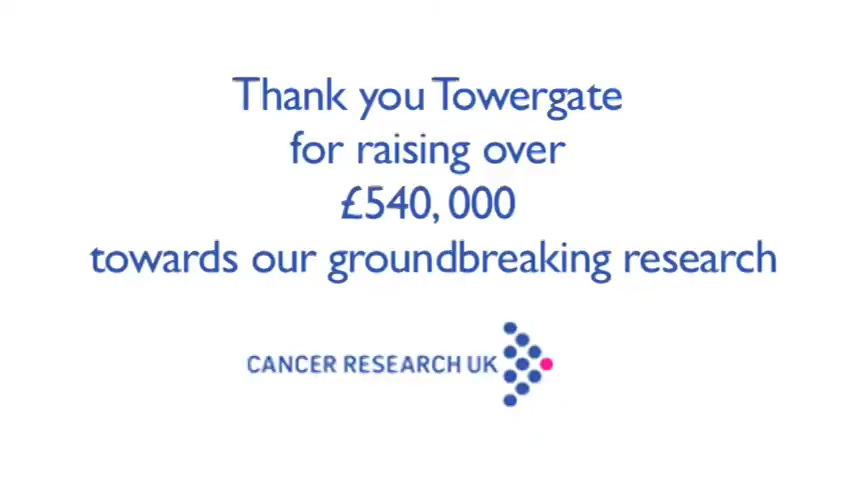 Thank you Towergate
for raising over
£540, 000
towards our groundbreaking research
CANCER RESEARCH UK